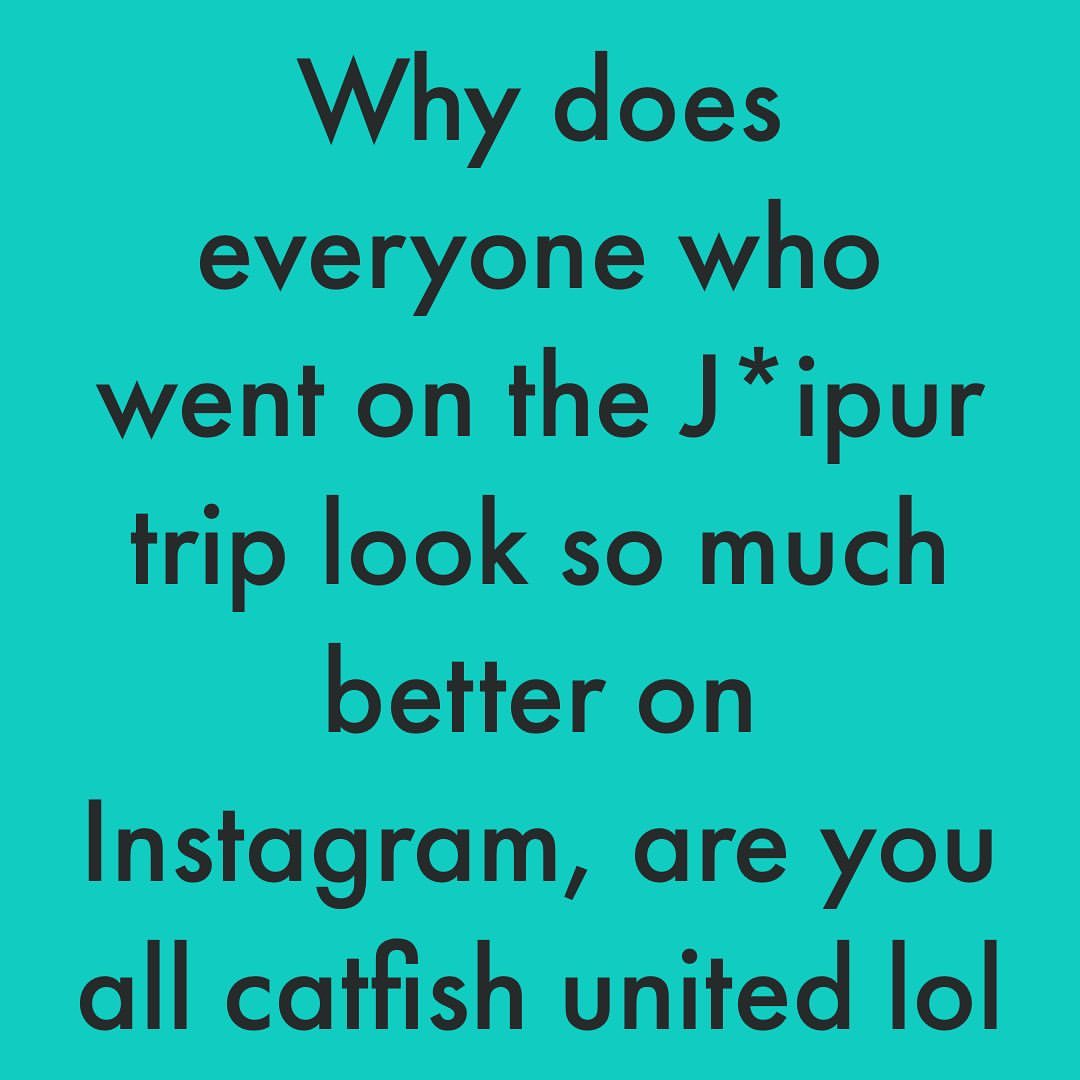 Why does
everyone who
went on the J*ipur
trip look so much
better on
Instagram, are you
all catfish united lol